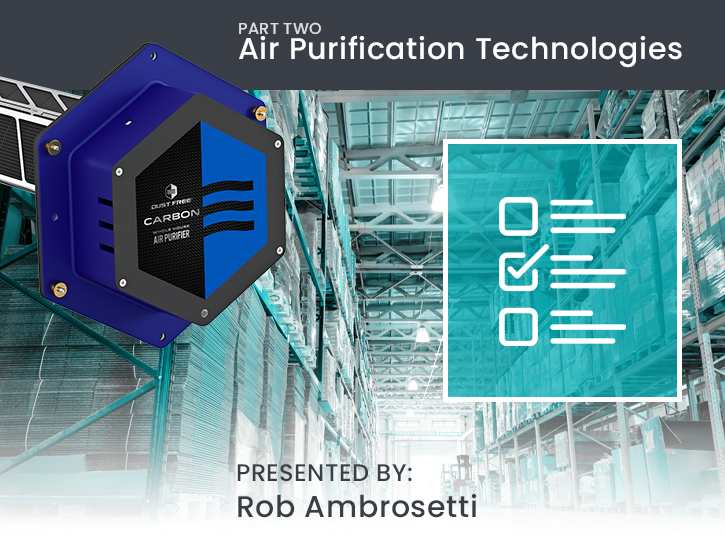 PART TWO
Air Purification Technologies
DUST FREE
CARBON
WHOLE HOUSE
AIR PURIFIER
PRESENTED BY:
Rob Ambrosetti